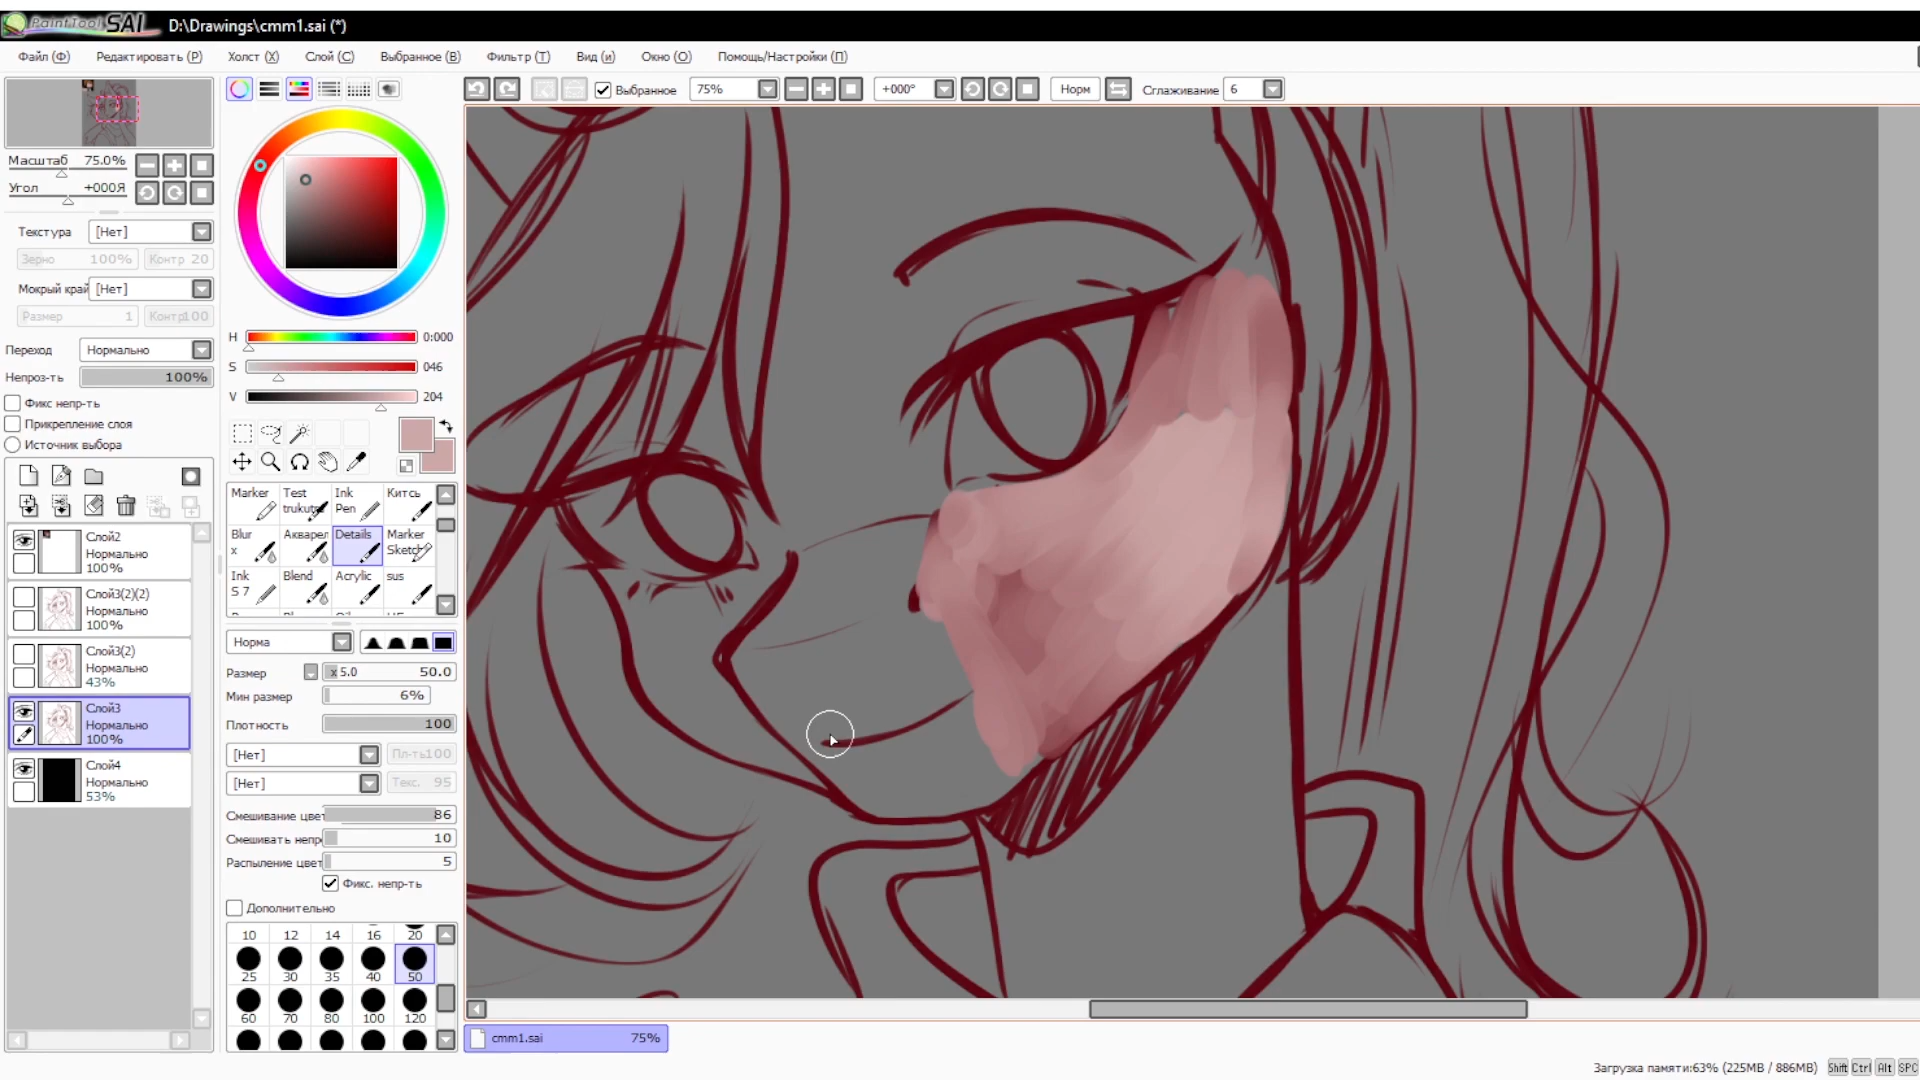 PaintTool SAI D:\Drawings\cmm1.sai (*)
Файл (Ф) Редактировать (Р) Холст (Х) Слой (С) Выбранное (В) Фильтр (Т) Вид (и) Окно (О) Помощь/Настройки (П)
Выбранное 75% +000° Норм Сглаживание 6
Масштаб 75.0%
Угол +000Я
Текстура [Нет]
Зерно 100% Контр 20
Мокрый край [Нет]
Размер 1 Контр100
Переход Нормально
Непроз-ть 100%
Фикс непр-ть
Прикрепление слоя
Источник выбора
Слой2
Нормально
100%
Слой3(2)(2)
Нормально
100%
Слой3(2)
Нормально
43%
Слой3
Нормально
100%
Слой4
Нормально
53%
H 0:000
S 046
V 204
Marker Test trukutru Ink Pen Китсь
Blur x Акварел Details Marker Sketch
Ink S 7 Blend Acrylic sus
Норма
Размер x 5.0 50.0
Мин размер 6%
Плотность 100
[Нет] Пл-ть100
[Нет] Текс. 95
Смешивание цвет 86
Смешивать непр 10
Распыление цвет 5
Фикс. непр-ть
Дополнительно
10 12 14 16 20
25 30 35 40 50
60 70 80 100 120
cmm1.sai 75%
Загрузка памяти:63% (225MB / 886MB) Shift Ctrl Alt SPC